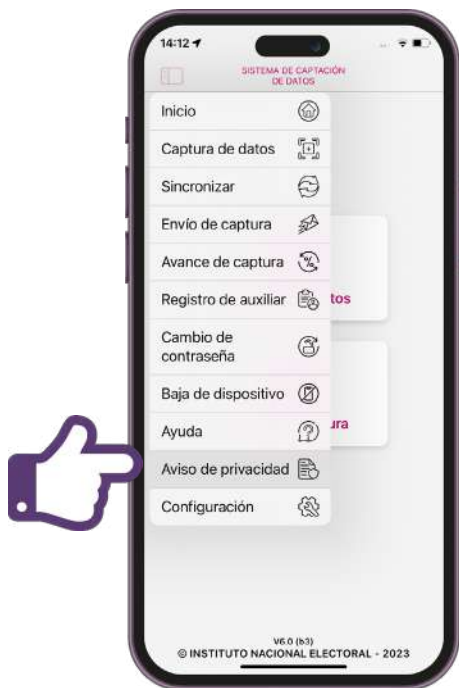 14:12
SISTEMA DE CAPTACIÓN
DE DATOS
Inicio
Captura de datos
Sincronizar
Envío de captura
Avance de captura
Registro de auxiliar
tos
Cambio de
contraseña
Baja de dispositivo
Ayuda
ura
Aviso de privacidad
Configuración
V6.0 (b3)
© INSTITUTO NACIONAL ELECTORAL - 2023